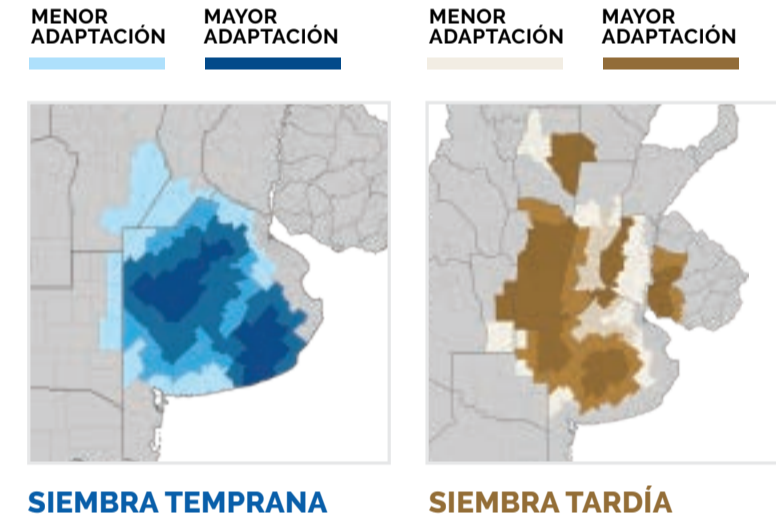 MENOR
ADAPTACIÓN
MAYOR
ADAPTACIÓN
MENOR
ADAPTACIÓN
MAYOR
ADAPTACIÓN
SIEMBRA TEMPRANA
SIEMBRA TARDÍA